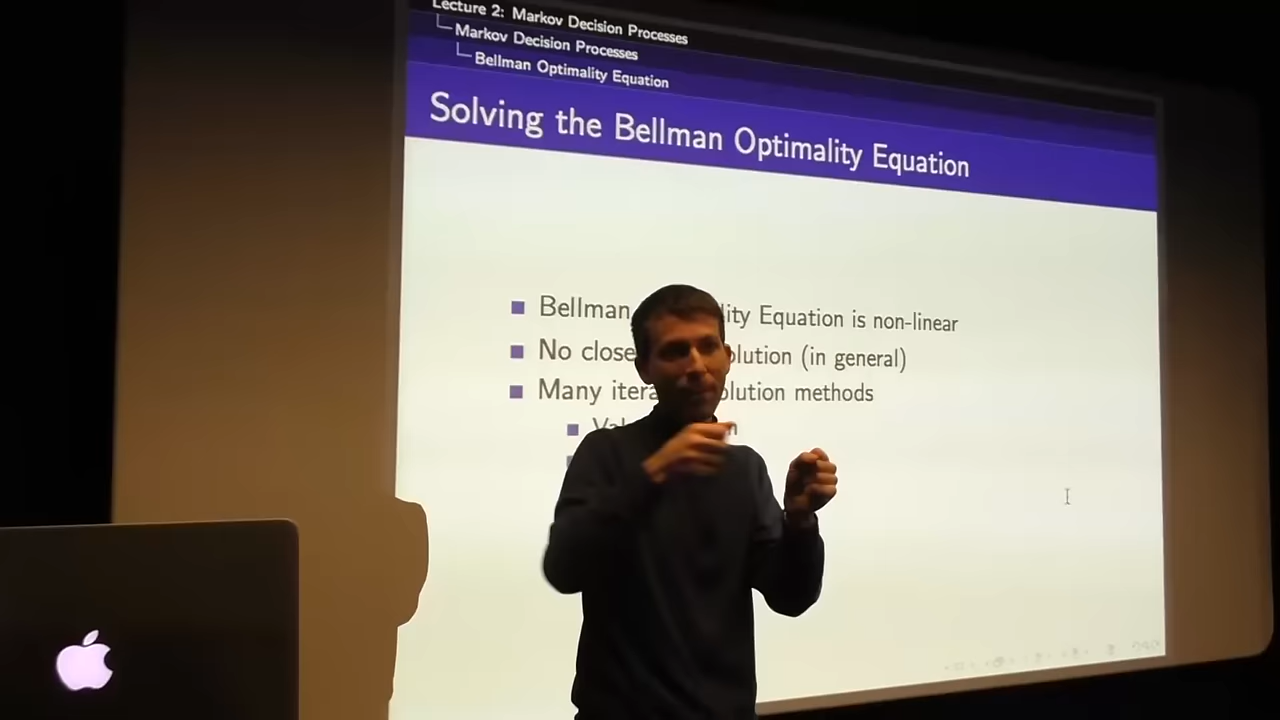 Lecture 2: Markov Decision Processes
Markov Decision Processes
Bellman Optimality Equation
Solving the Bellman Optimality Equation
Bellman lity Equation is non-linear
No close olution (in general)
Many itera olution methods